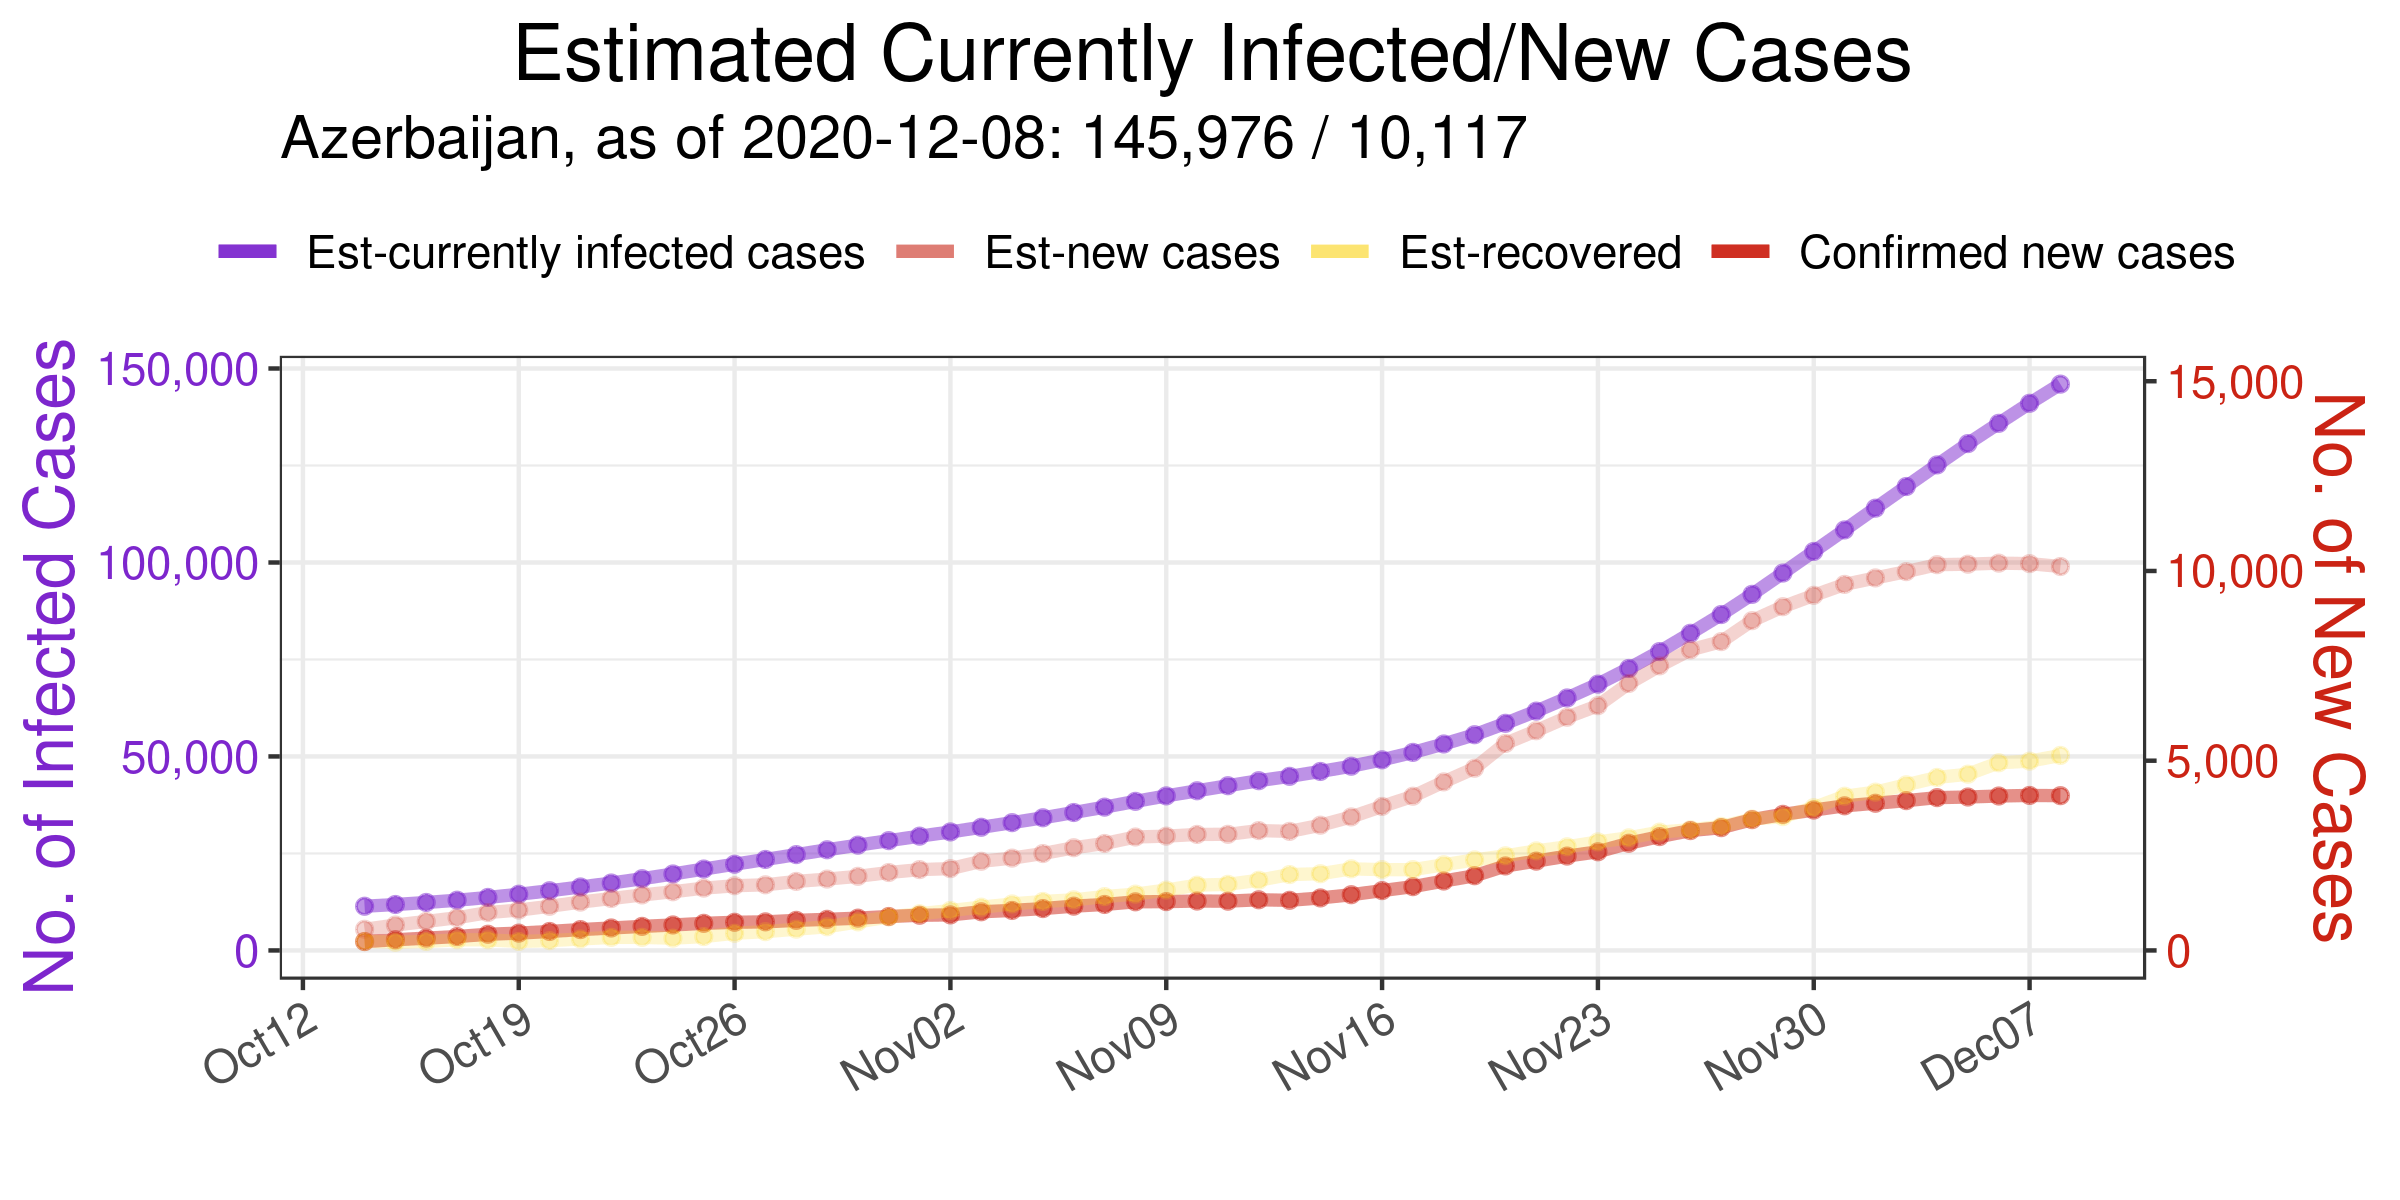 Estimated Currently Infected/New Cases
Azerbaijan, as of 2020-12-08: 145,976 / 10,117
Est-currently infected cases Est-new cases Est-recovered Confirmed new cases
No. of Infected Cases
150,000
100,000
50,000
0
15,000
10,000
5,000
0
No. of New Cases
Oct12 Oct19 Oct26 Nov02 Nov09 Nov16 Nov23 Nov30 Dec07